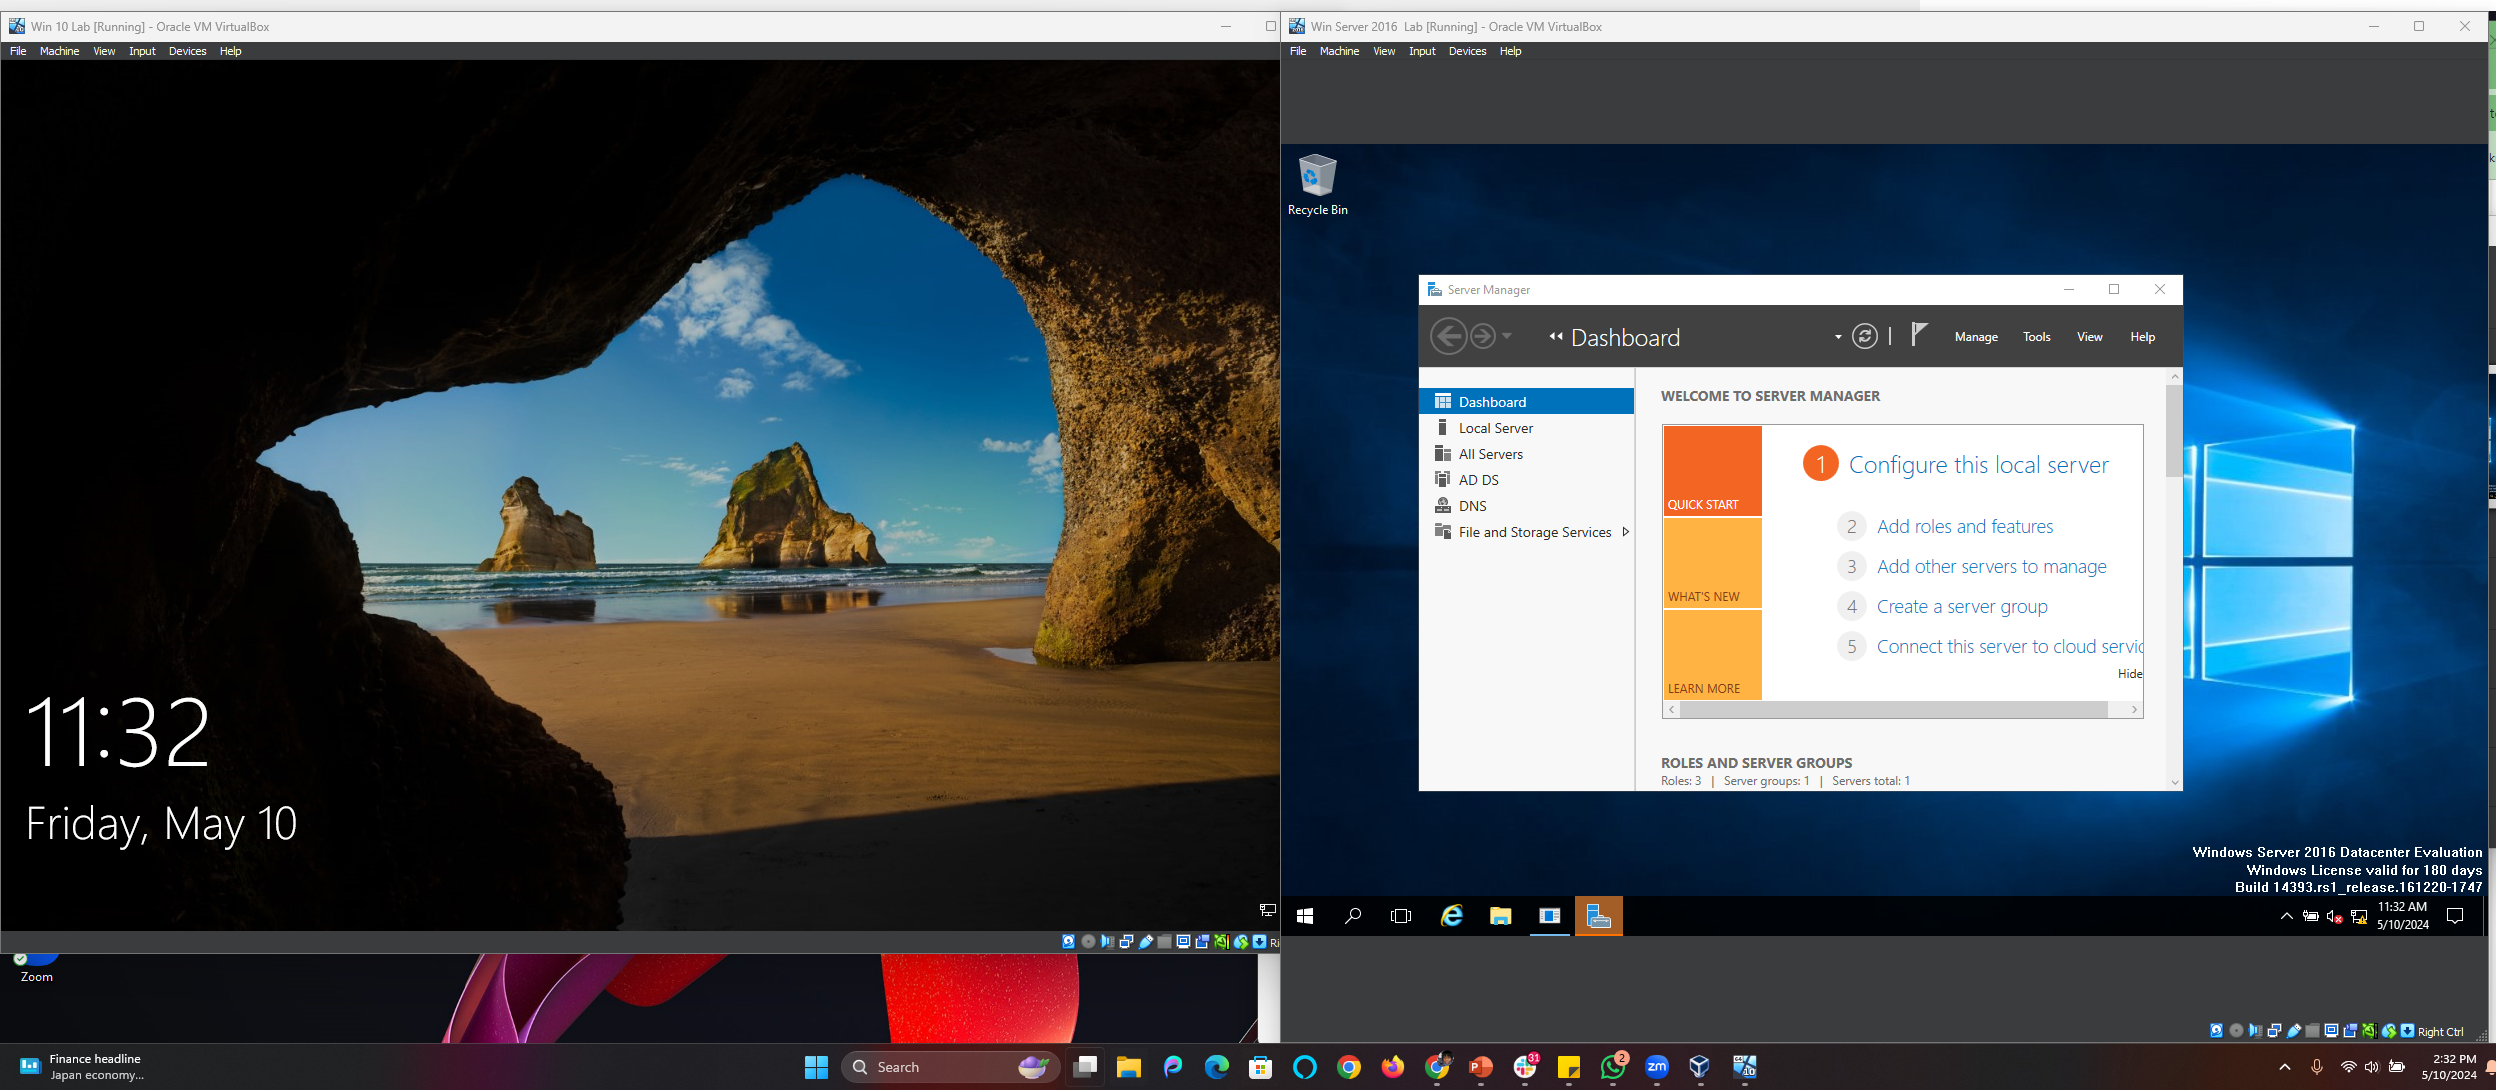 Win 10 Lab [Running] - Oracle VM VirtualBox
File Machine View Input Devices Help
11:32
Friday, May 10
Zoom
Win Server 2016 Lab [Running] - Oracle VM VirtualBox
File Machine View Input Devices Help
Recycle Bin
Server Manager
Dashboard
Manage Tools View Help
Dashboard
Local Server
All Servers
AD DS
DNS
File and Storage Services
WELCOME TO SERVER MANAGER
QUICK START
WHAT'S NEW
LEARN MORE
1 Configure this local server
2 Add roles and features
3 Add other servers to manage
4 Create a server group
5 Connect this server to cloud servic
Hide
ROLES AND SERVER GROUPS
Roles: 3 | Server groups: 1 | Servers total: 1
Windows Server 2016 Datacenter Evaluation
Windows License valid for 180 days
Build 14393.rs1_release.161220-1747
11:32 AM
5/10/2024
Right Ctrl
Finance headline
Japan economy...
Search
31
2
zm
2:32 PM
5/10/2024